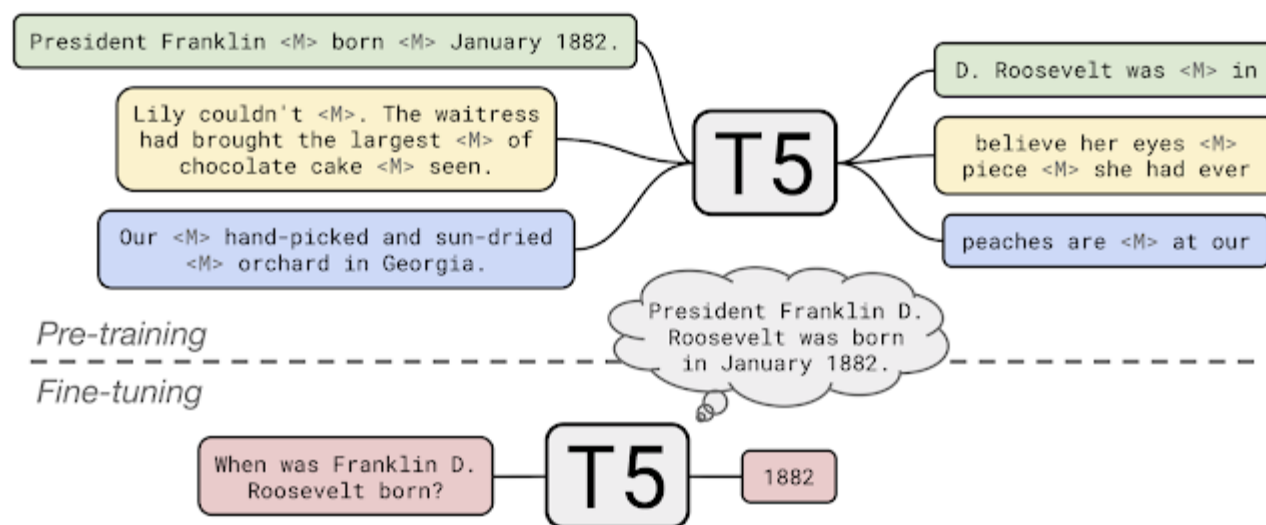 President Franklin <M> born <M> January 1882.
D. Roosevelt was <M> in
Lily couldn't <M>. The waitress
had brought the largest <M> of
chocolate cake <M> seen.
T5
believe her eyes <M>
piece <M> she had ever
Our <M> hand-picked and sun-dried
<M> orchard in Georgia.
peaches are <M> at our
President Franklin D.
Roosevelt was born
in January 1882.
Pre-training
Fine-tuning
When was Franklin D.
Roosevelt born?
T5
1882